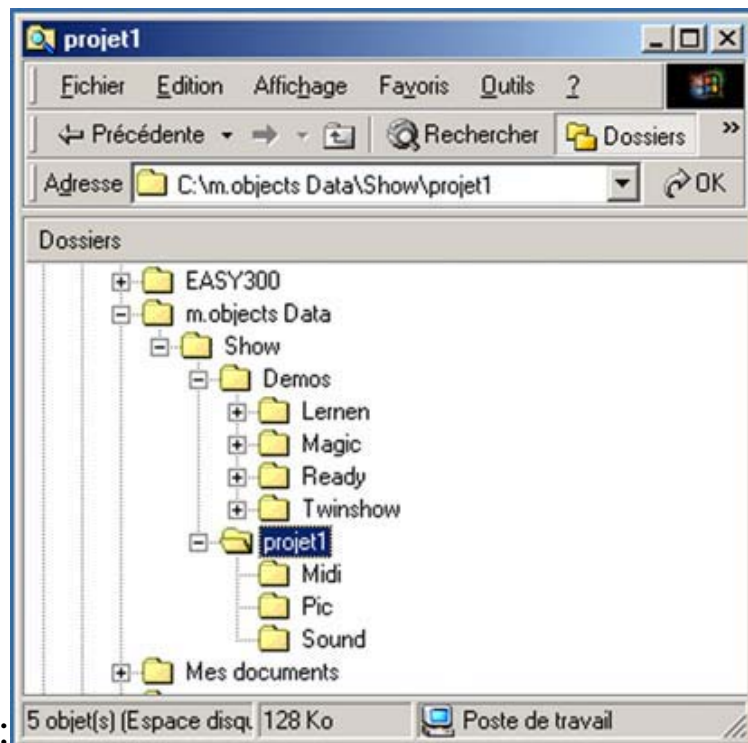 projet1
Fichier Edition Affichage Favoris Outils ?
Précédente Rechercher Dossiers »
Adresse C:\m.objects Data\Show\projet1 OK
Dossiers
EASY300
m.objects Data
Show
Demos
Lernen
Magic
Ready
Twinshow
projet1
Midi
Pic
Sound
Mes documents
: 5 objet(s) (Espace disqu 128 Ko Poste de travail